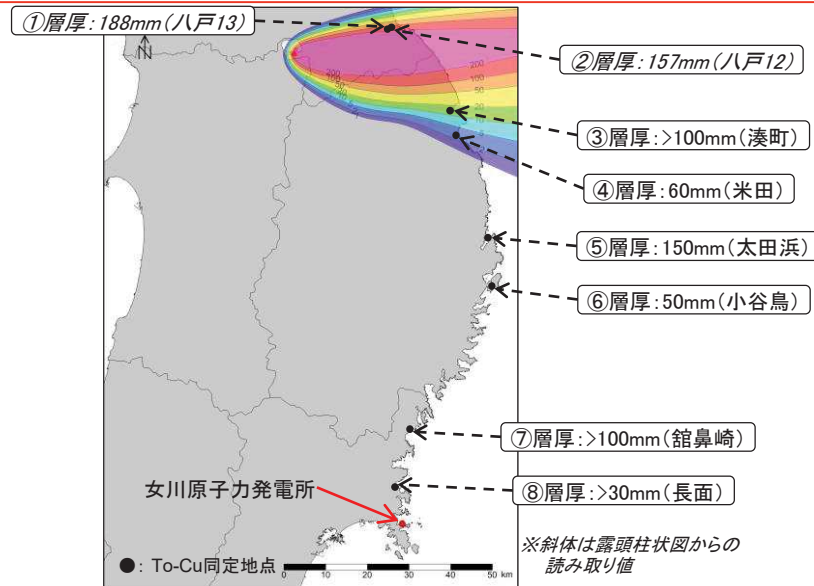 ①層厚:188mm(八戸13)
N
②層厚:157mm(八戸12)
200
100
50
③層厚:>100mm(湊町)
④層厚:60mm(米田)
⑤層厚:150mm(太田浜)
⑥層厚:50mm(小谷鳥)
⑦層厚:>100mm(舘鼻崎)
女川原子力発電所
⑧層厚:>30mm(長面)
※斜体は露頭柱状図からの
読み取り値
●: To-Cu同定地点
0 10 20 30 40 50 km